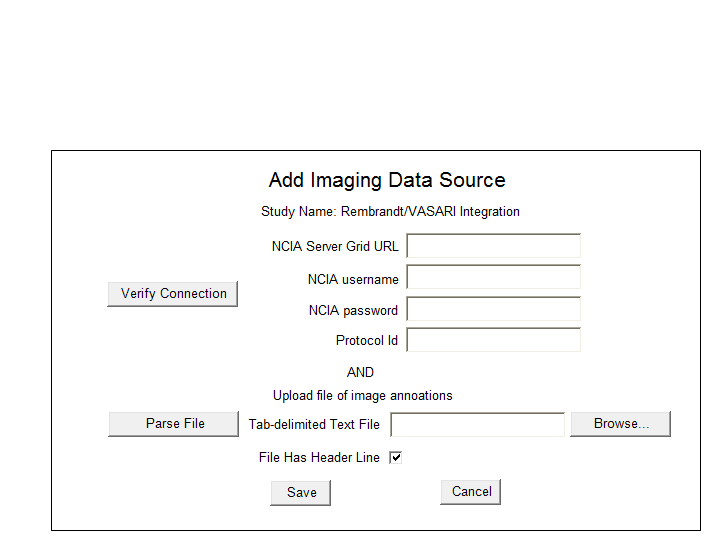 Add Imaging Data Source
Study Name: Rembrandt/VASARI Integration
NCIA Server Grid URL
NCIA username
Verify Connection
NCIA password
Protocol Id
AND
Upload file of image annoations
Parse File Tab-delimited Text File Browse...
File Has Header Line
Save Cancel